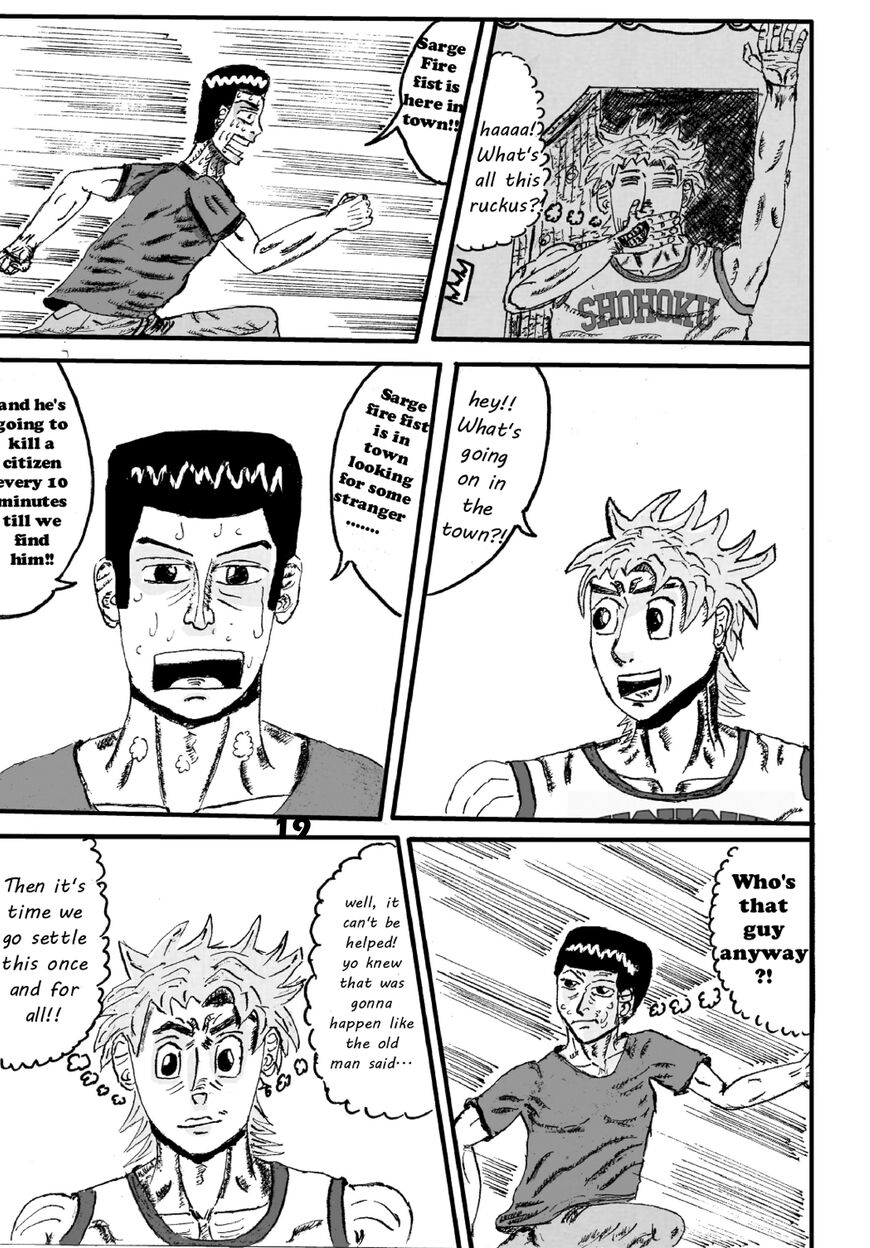 haaaa!
What's
all this
ruckus?
SHOHOKU
Sarge
Fire
fist is
here in
town!!
hey!!
What's
going
on in
the
town?!
Sarge
fire fist
is in
town
looking
for some
stranger
.......
and he's
going to
kill a
citizen
every 10
minutes
till we
find
him!!
Who's
that
guy
anyway
?!
well, it
can't be
helped!
yo knew
that was
gonna
happen like
the old
man said...
Then it's
time we
go settle
this once
and for
all!!